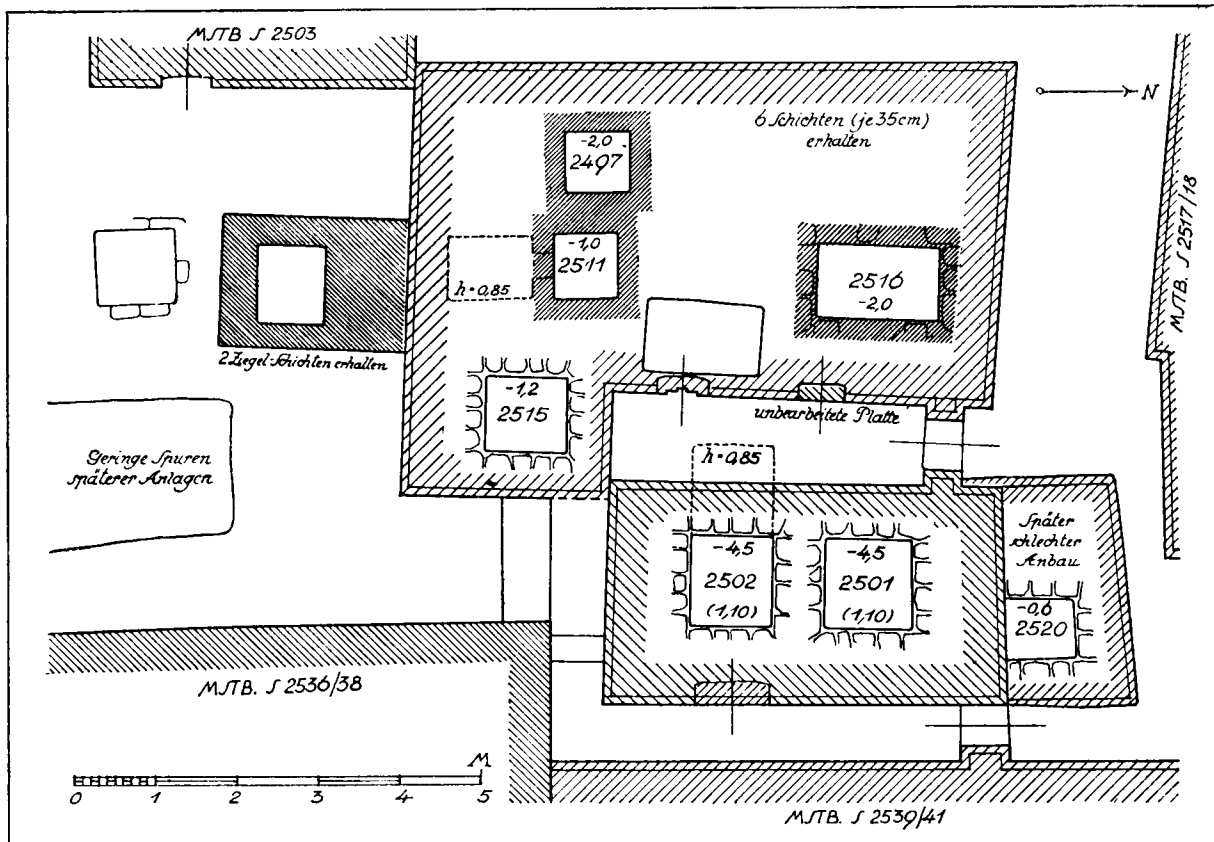 MSTB S 2503
N
6 Schichten (je 35cm)
erhalten
MSTB. S 2517/18
-2,0
2497
-1,0
2511
h=0,85
2516
-2,0
2 Ziegel-Schichten erhalten
-1,2
2515
unbearbeitete Platte
Geringe Spuren
späterer Anlagen
h=0,85
-4,5
2502
(1,10)
-4,5
2501
(1,10)
Später
schlechter
Anbau
-0,6
2520
MSTB. S 2536/38
M
0 1 2 3 4 5
MSTB. S 2539/41